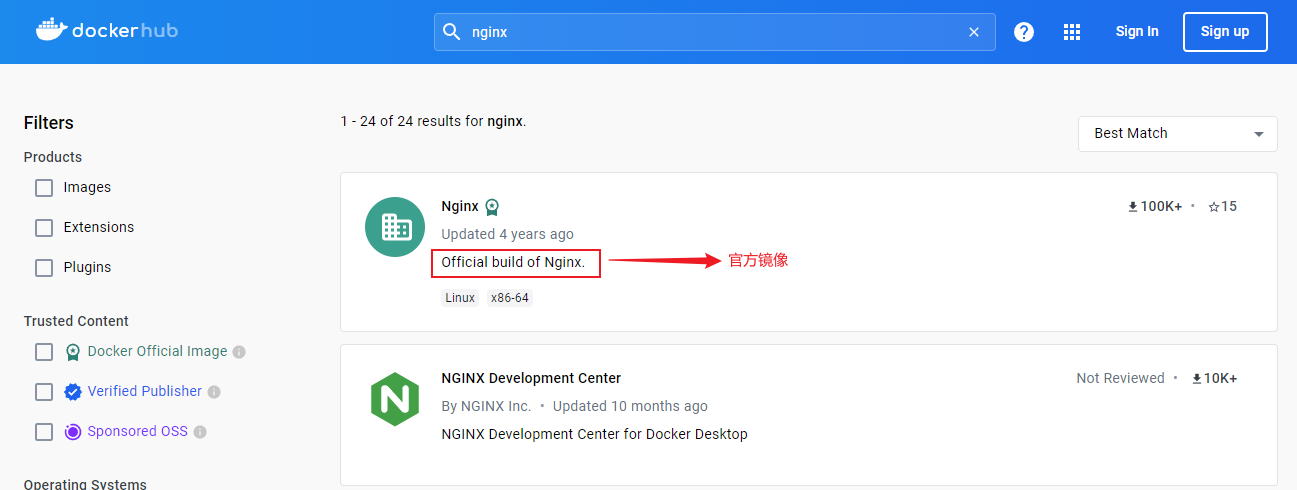 dockerhub
nginx
Sign In
Sign up
Filters
Products
Images
Extensions
Plugins
Trusted Content
Docker Official Image
Verified Publisher
Sponsored OSS
Operating Systems
1 - 24 of 24 results for nginx.
Best Match
Nginx
100K+ • 15
Updated 4 years ago
Official build of Nginx.
官方镜像
Linux x86-64
NGINX Development Center
Not Reviewed • 10K+
By NGINX Inc. • Updated 10 months ago
NGINX Development Center for Docker Desktop